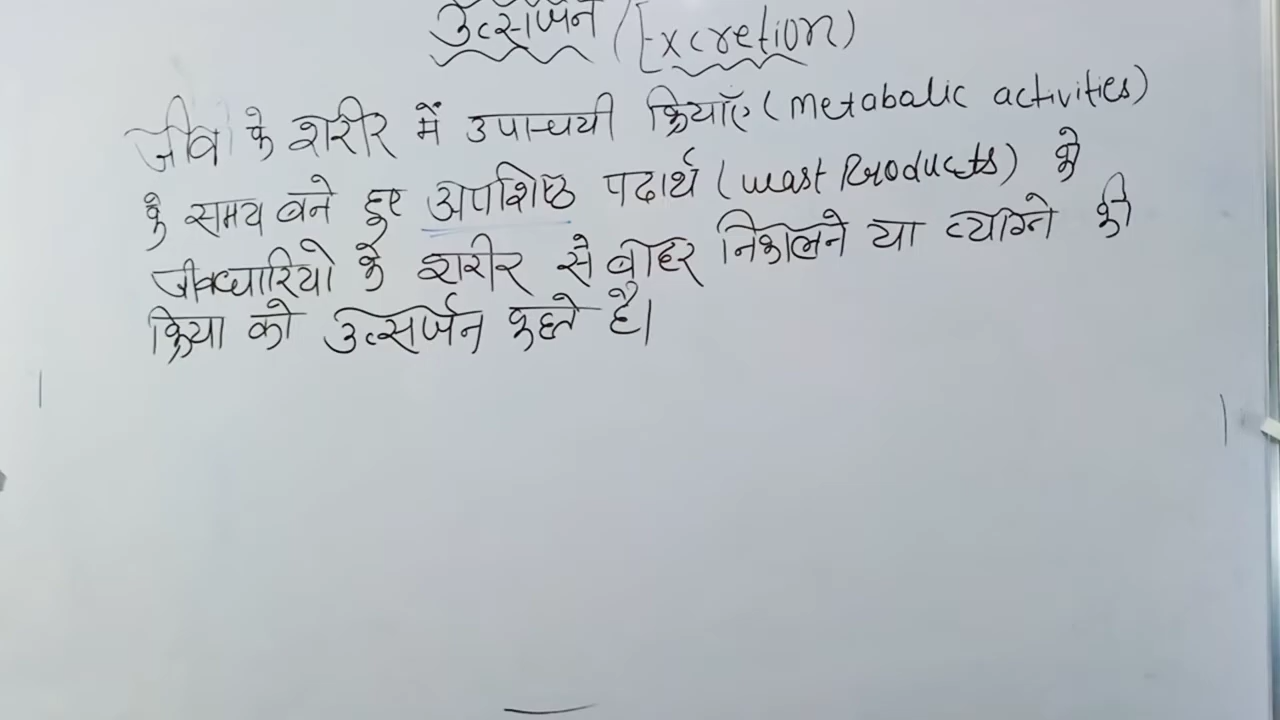 उत्सर्जन (Excretion)
जीव के शरीर में उपाचयी क्रियाएँ (Metabalic activities)
के समय बने हुए अपशिष्ठ पदार्थ (wast Products) को
जीवधारियो के शरीर से बाहर निकालने या त्यागने की
क्रिया को उत्सर्जन कहते है।